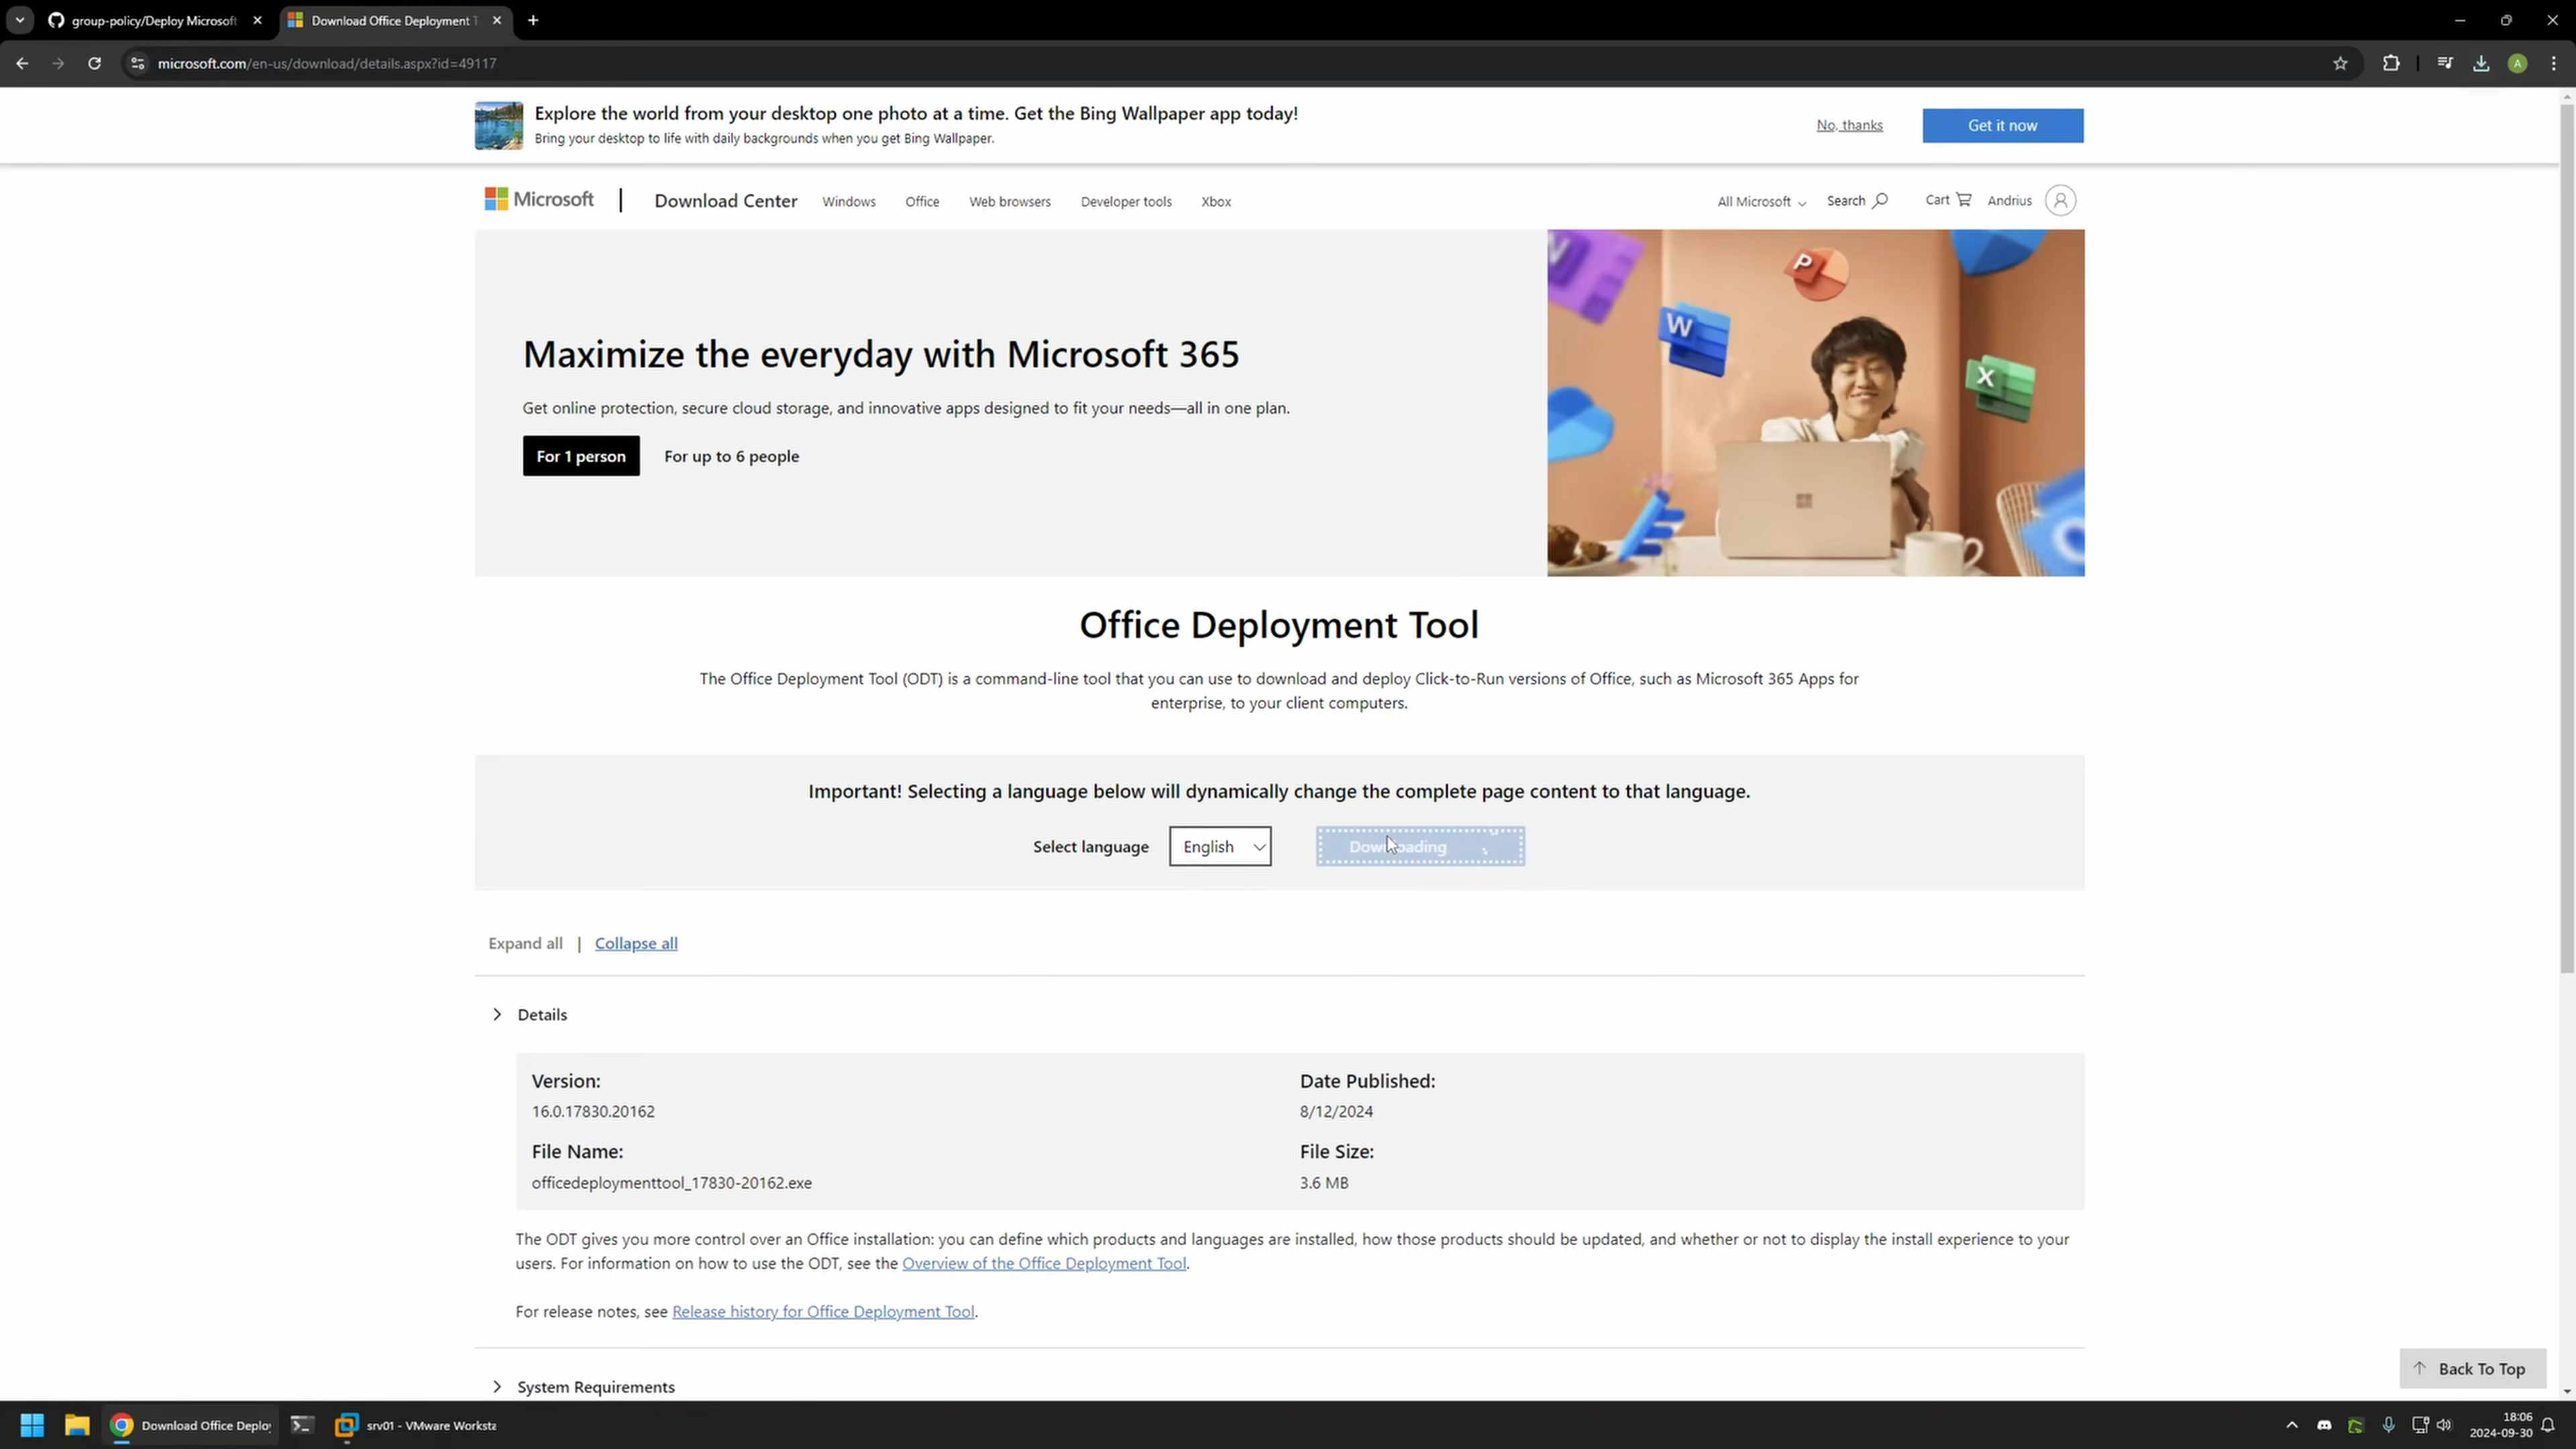 group-policy/Deploy Microsoft
Download Office Deployment T
microsoft.com/en-us/download/details.aspx?id=49117
A
Explore the world from your desktop one photo at a time. Get the Bing Wallpaper app today!
Bring your desktop to life with daily backgrounds when you get Bing Wallpaper.
No, thanks
Get it now
Microsoft
Download Center
Windows
Office
Web browsers
Developer tools
Xbox
All Microsoft
Search
Cart
Andrius
Maximize the everyday with Microsoft 365
Get online protection, secure cloud storage, and innovative apps designed to fit your needs—all in one plan.
For 1 person
For up to 6 people
W
P
X
Office Deployment Tool
The Office Deployment Tool (ODT) is a command-line tool that you can use to download and deploy Click-to-Run versions of Office, such as Microsoft 365 Apps for
enterprise, to your client computers.
Important! Selecting a language below will dynamically change the complete page content to that language.
Select language
English
Downloading
Expand all | Collapse all
Details
Version:
16.0.17830.20162
Date Published:
8/12/2024
File Name:
officedeploymenttool_17830-20162.exe
File Size:
3.6 MB
The ODT gives you more control over an Office installation: you can define which products and languages are installed, how those products should be updated, and whether or not to display the install experience to your
users. For information on how to use the ODT, see the Overview of the Office Deployment Tool.
For release notes, see Release history for Office Deployment Tool.
System Requirements
Back To Top
Download Office Deploy
srv01 - VMware Worksta
18:06
2024-09-30